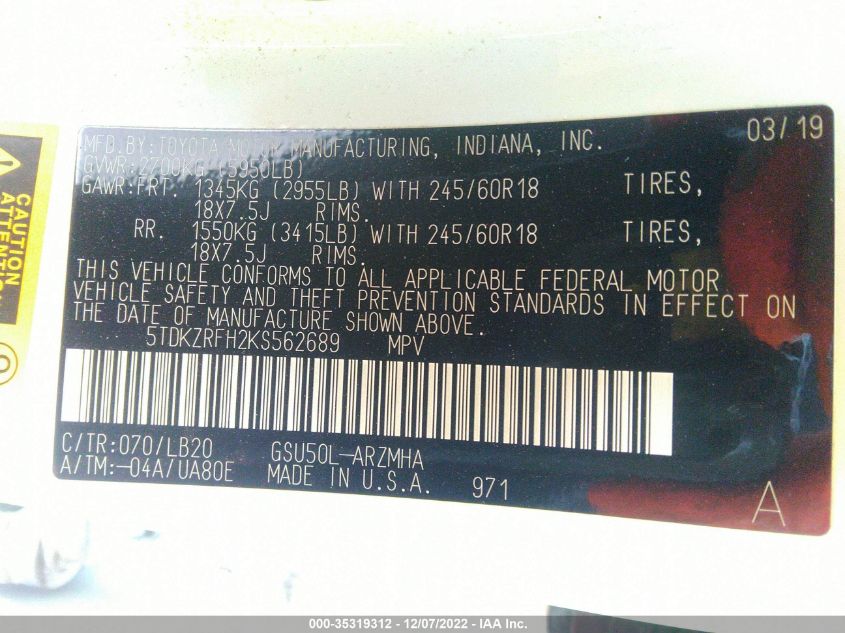 MFD.BY:TOYOTA MOTOR MANUFACTURING, INDIANA, INC. 03/19
GVWR:2700KG (5950LB)
GAWR:FRT. 1345KG (2955LB) WITH 245/60R18 TIRES,
18X7.5J RIMS.
RR. 1550KG (3415LB) WITH 245/60R18 TIRES,
18X7.5J RIMS.
THIS VEHICLE CONFORMS TO ALL APPLICABLE FEDERAL MOTOR
VEHICLE SAFETY AND THEFT PREVENTION STANDARDS IN EFFECT ON
THE DATE OF MANUFACTURE SHOWN ABOVE.
5TDKZRFH2KS562689 MPV
C/TR:070/LB20 GSU50L-ARZMHA
A/TM:-04A/UA80E MADE IN U.S.A. 971 A
CAUTION
000-35319312 - 12/07/2022 - IAA Inc.